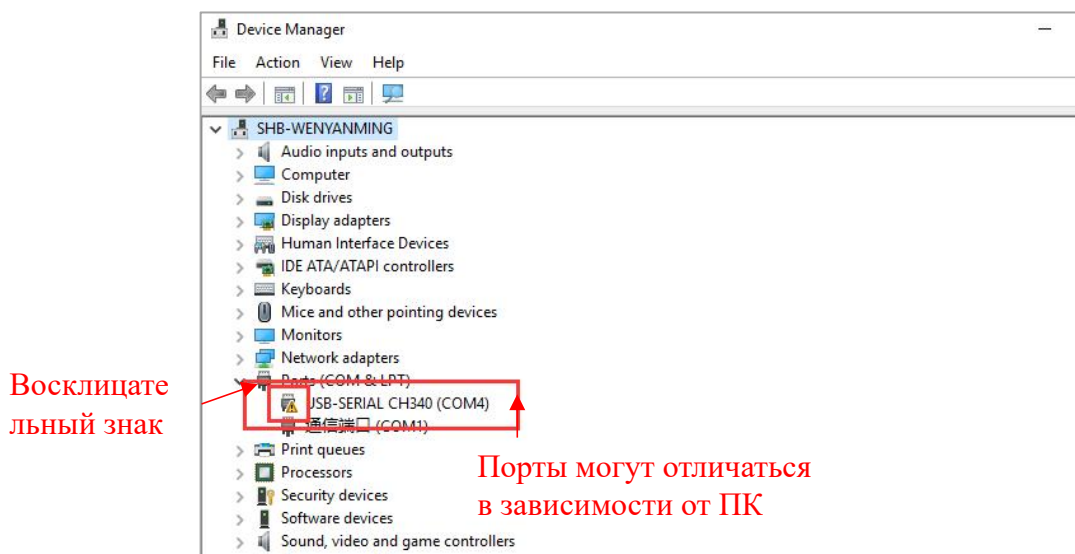 Device Manager
File Action View Help
SHB-WENYANMING
Audio inputs and outputs
Computer
Disk drives
Display adapters
Human Interface Devices
IDE ATA/ATAPI controllers
Keyboards
Mice and other pointing devices
Monitors
Network adapters
Ports (COM & LPT)
USB-SERIAL CH340 (COM4)
通信端口 (COM1)
Print queues
Processors
Security devices
Software devices
Sound, video and game controllers
Восклицате
льный знак
Порты могут отличаться
в зависимости от ПК